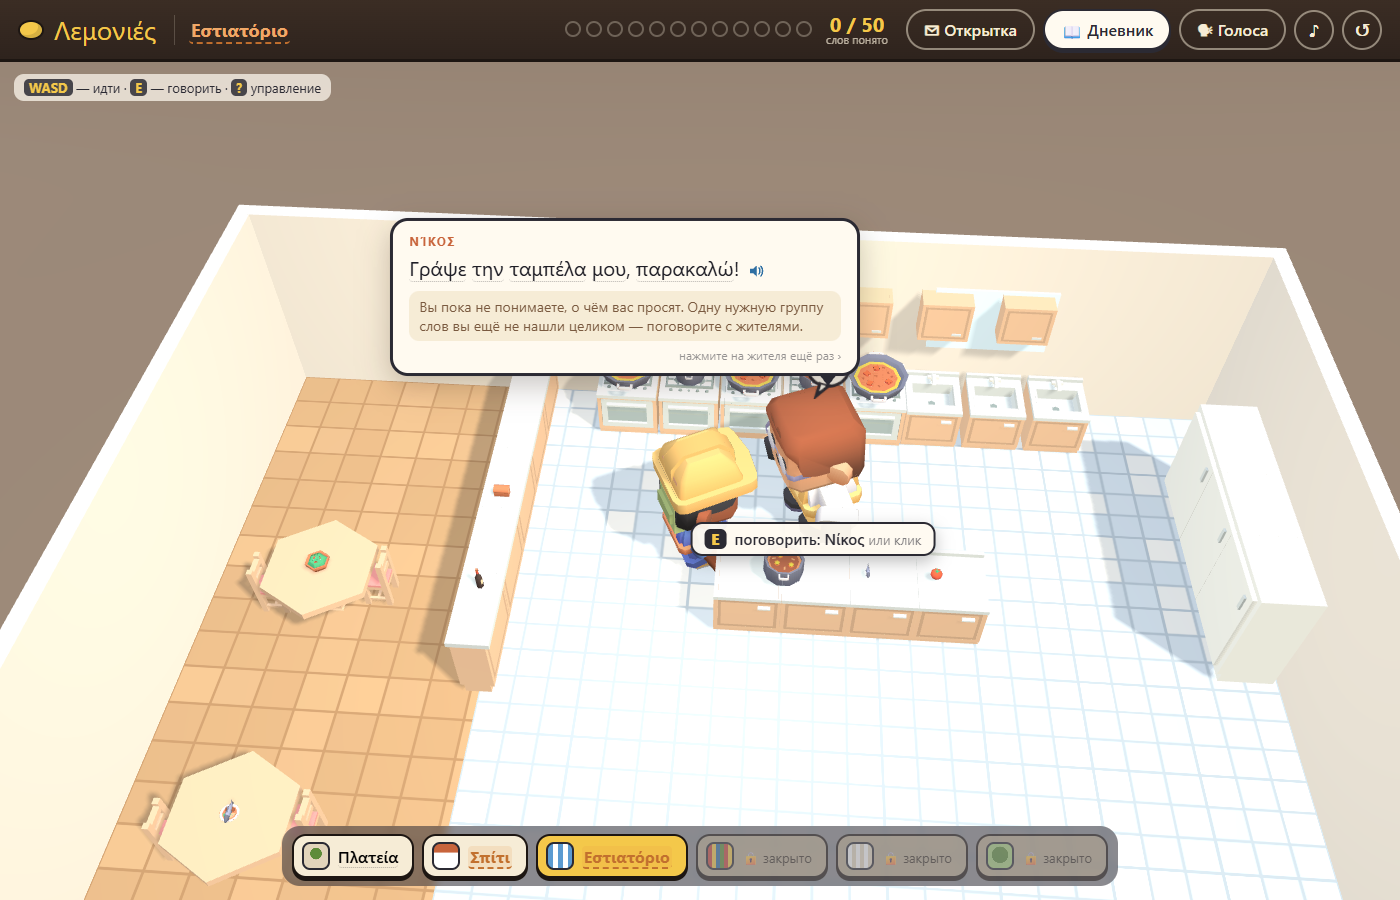 Λεμονιές
Εστιατόριο
0 / 50
СЛОВ ПОНЯТО
Открытка
Дневник
Голоса
WASD — идти · E — говорить · ? управление
ΝΊΚΟΣ
Γράψε την ταμπέλα μου, παρακαλώ!
Вы пока не понимаете, о чём вас просят. Одну нужную группу
слов вы ещё не нашли целиком — поговорите с жителями.
нажмите на жителя ещё раз ›
E поговорить: Νίκος или клик
Πλατεία
Σπίτι
Εστιατόριο
закрыто
закрыто
закрыто